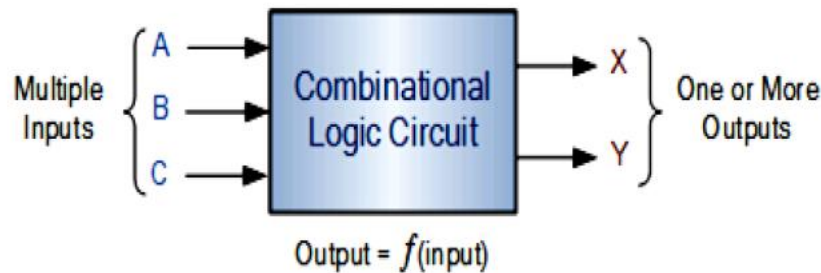 Multiple
Inputs
A
B
C
Combinational
Logic Circuit
X
Y
One or More
Outputs
Output = f(input)